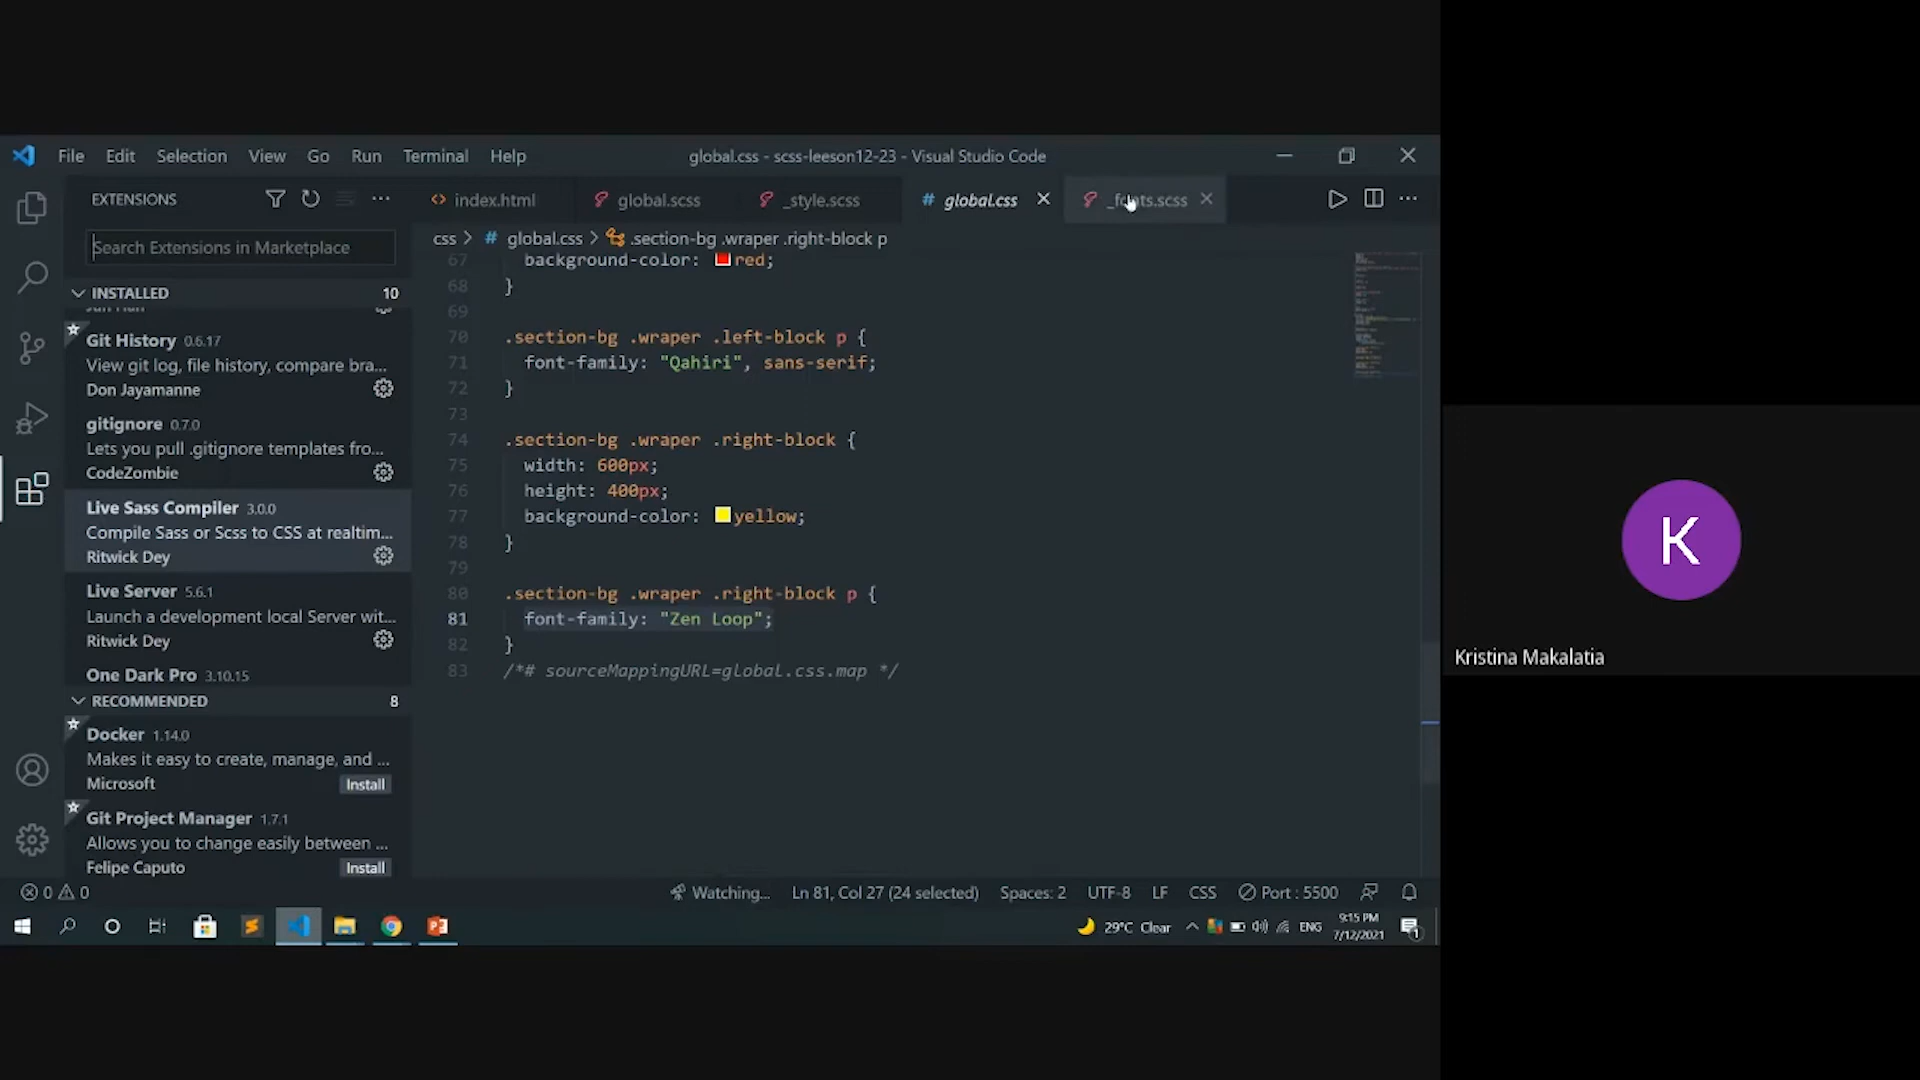 File Edit Selection View Go Run Terminal Help
global.css - scss-leeson12-23 - Visual Studio Code
EXTENSIONS
index.html
global.scss
_style.scss
# global.css
_fonts.scss
Search Extensions in Marketplace
css > # global.css > .section-bg .wraper .right-block p
INSTALLED 10
Git History 0.6.17
View git log, file history, compare bra...
Don Jayamanne
gitignore 0.7.0
Lets you pull .gitignore templates fro...
CodeZombie
Live Sass Compiler 3.0.0
Compile Sass or Scss to CSS at realtim...
Ritwick Dey
Live Server 5.6.1
Launch a development local Server wit...
Ritwick Dey
One Dark Pro 3.10.15
RECOMMENDED 8
Docker 1.14.0
Makes it easy to create, manage, and ...
Microsoft Install
Git Project Manager 1.7.1
Allows you to change easily between ...
Felipe Caputo Install
67 background-color: red;
68 }
69
70 .section-bg .wraper .left-block p {
71 font-family: "Qahiri", sans-serif;
72 }
73
74 .section-bg .wraper .right-block {
75 width: 600px;
76 height: 400px;
77 background-color: yellow;
78 }
79
80 .section-bg .wraper .right-block p {
81 font-family: "Zen Loop";
82 }
83 /*# sourceMappingURL=global.css.map */
0 0
Watching... Ln 81, Col 27 (24 selected) Spaces: 2 UTF-8 LF CSS Port : 5500
29°C Clear ENG
9:15 PM
7/12/2021
1
K
Kristina Makalatia